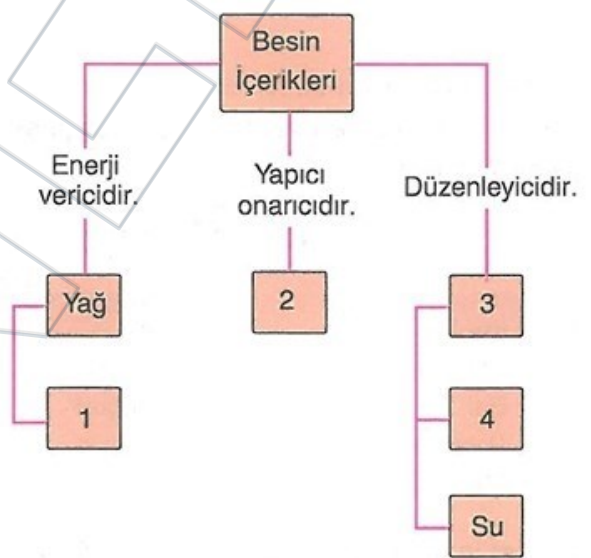 Besin
İçerikleri
Enerji
vericidir.
Yapıcı
onarıcıdır.
Düzenleyicidir.
Yağ
2
3
1
4
Su